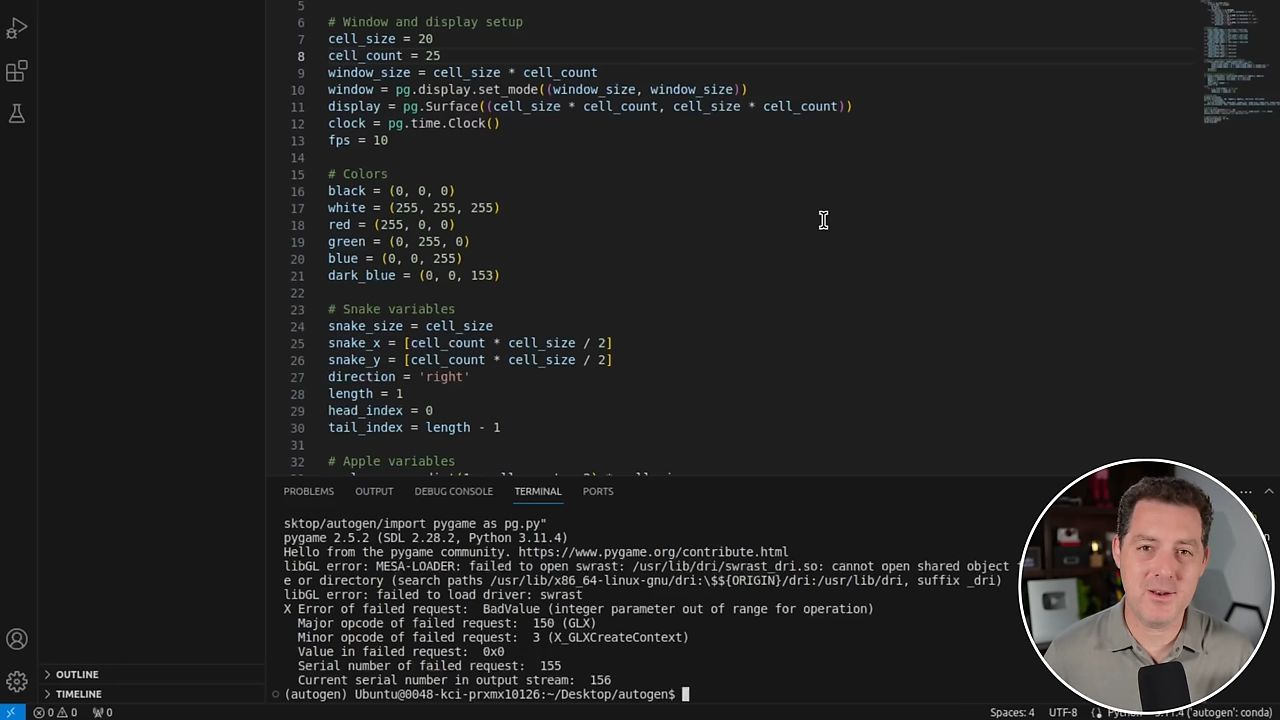 5
6 # Window and display setup
7 cell_size = 20
8 cell_count = 25
9 window_size = cell_size * cell_count
10 window = pg.display.set_mode((window_size, window_size))
11 display = pg.Surface((cell_size * cell_count, cell_size * cell_count))
12 clock = pg.time.Clock()
13 fps = 10
14
15 # Colors
16 black = (0, 0, 0)
17 white = (255, 255, 255)
18 red = (255, 0, 0)
19 green = (0, 255, 0)
20 blue = (0, 0, 255)
21 dark_blue = (0, 0, 153)
22
23 # Snake variables
24 snake_size = cell_size
25 snake_x = [cell_count * cell_size / 2]
26 snake_y = [cell_count * cell_size / 2]
27 direction = 'right'
28 length = 1
29 head_index = 0
30 tail_index = length - 1
31
32 # Apple variables
PROBLEMS OUTPUT DEBUG CONSOLE TERMINAL PORTS
sktop/autogen/import pygame as pg.py"
pygame 2.5.2 (SDL 2.28.2, Python 3.11.4)
Hello from the pygame community. https://www.pygame.org/contribute.html
libGL error: MESA-LOADER: failed to open swrast: /usr/lib/dri/swrast_dri.so: cannot open shared object
e or directory (search paths /usr/lib/x86_64-linux-gnu/dri:\$${ORIGIN}/dri:/usr/lib/dri, suffix _dri)
libGL error: failed to load driver: swrast
X Error of failed request:  BadValue (integer parameter out of range for operation)
Major opcode of failed request:  150 (GLX)
Minor opcode of failed request:  3 (X_GLXCreateContext)
Value in failed request:  0x0
Serial number of failed request:  155
Current serial number in output stream:  156
(autogen) Ubuntu@0048-kci-prxmx10126:~/Desktop/autogen$
OUTLINE
TIMELINE
0 0 0 Spaces: 4 UTF-8 Python 3.11.4 ('autogen': conda)